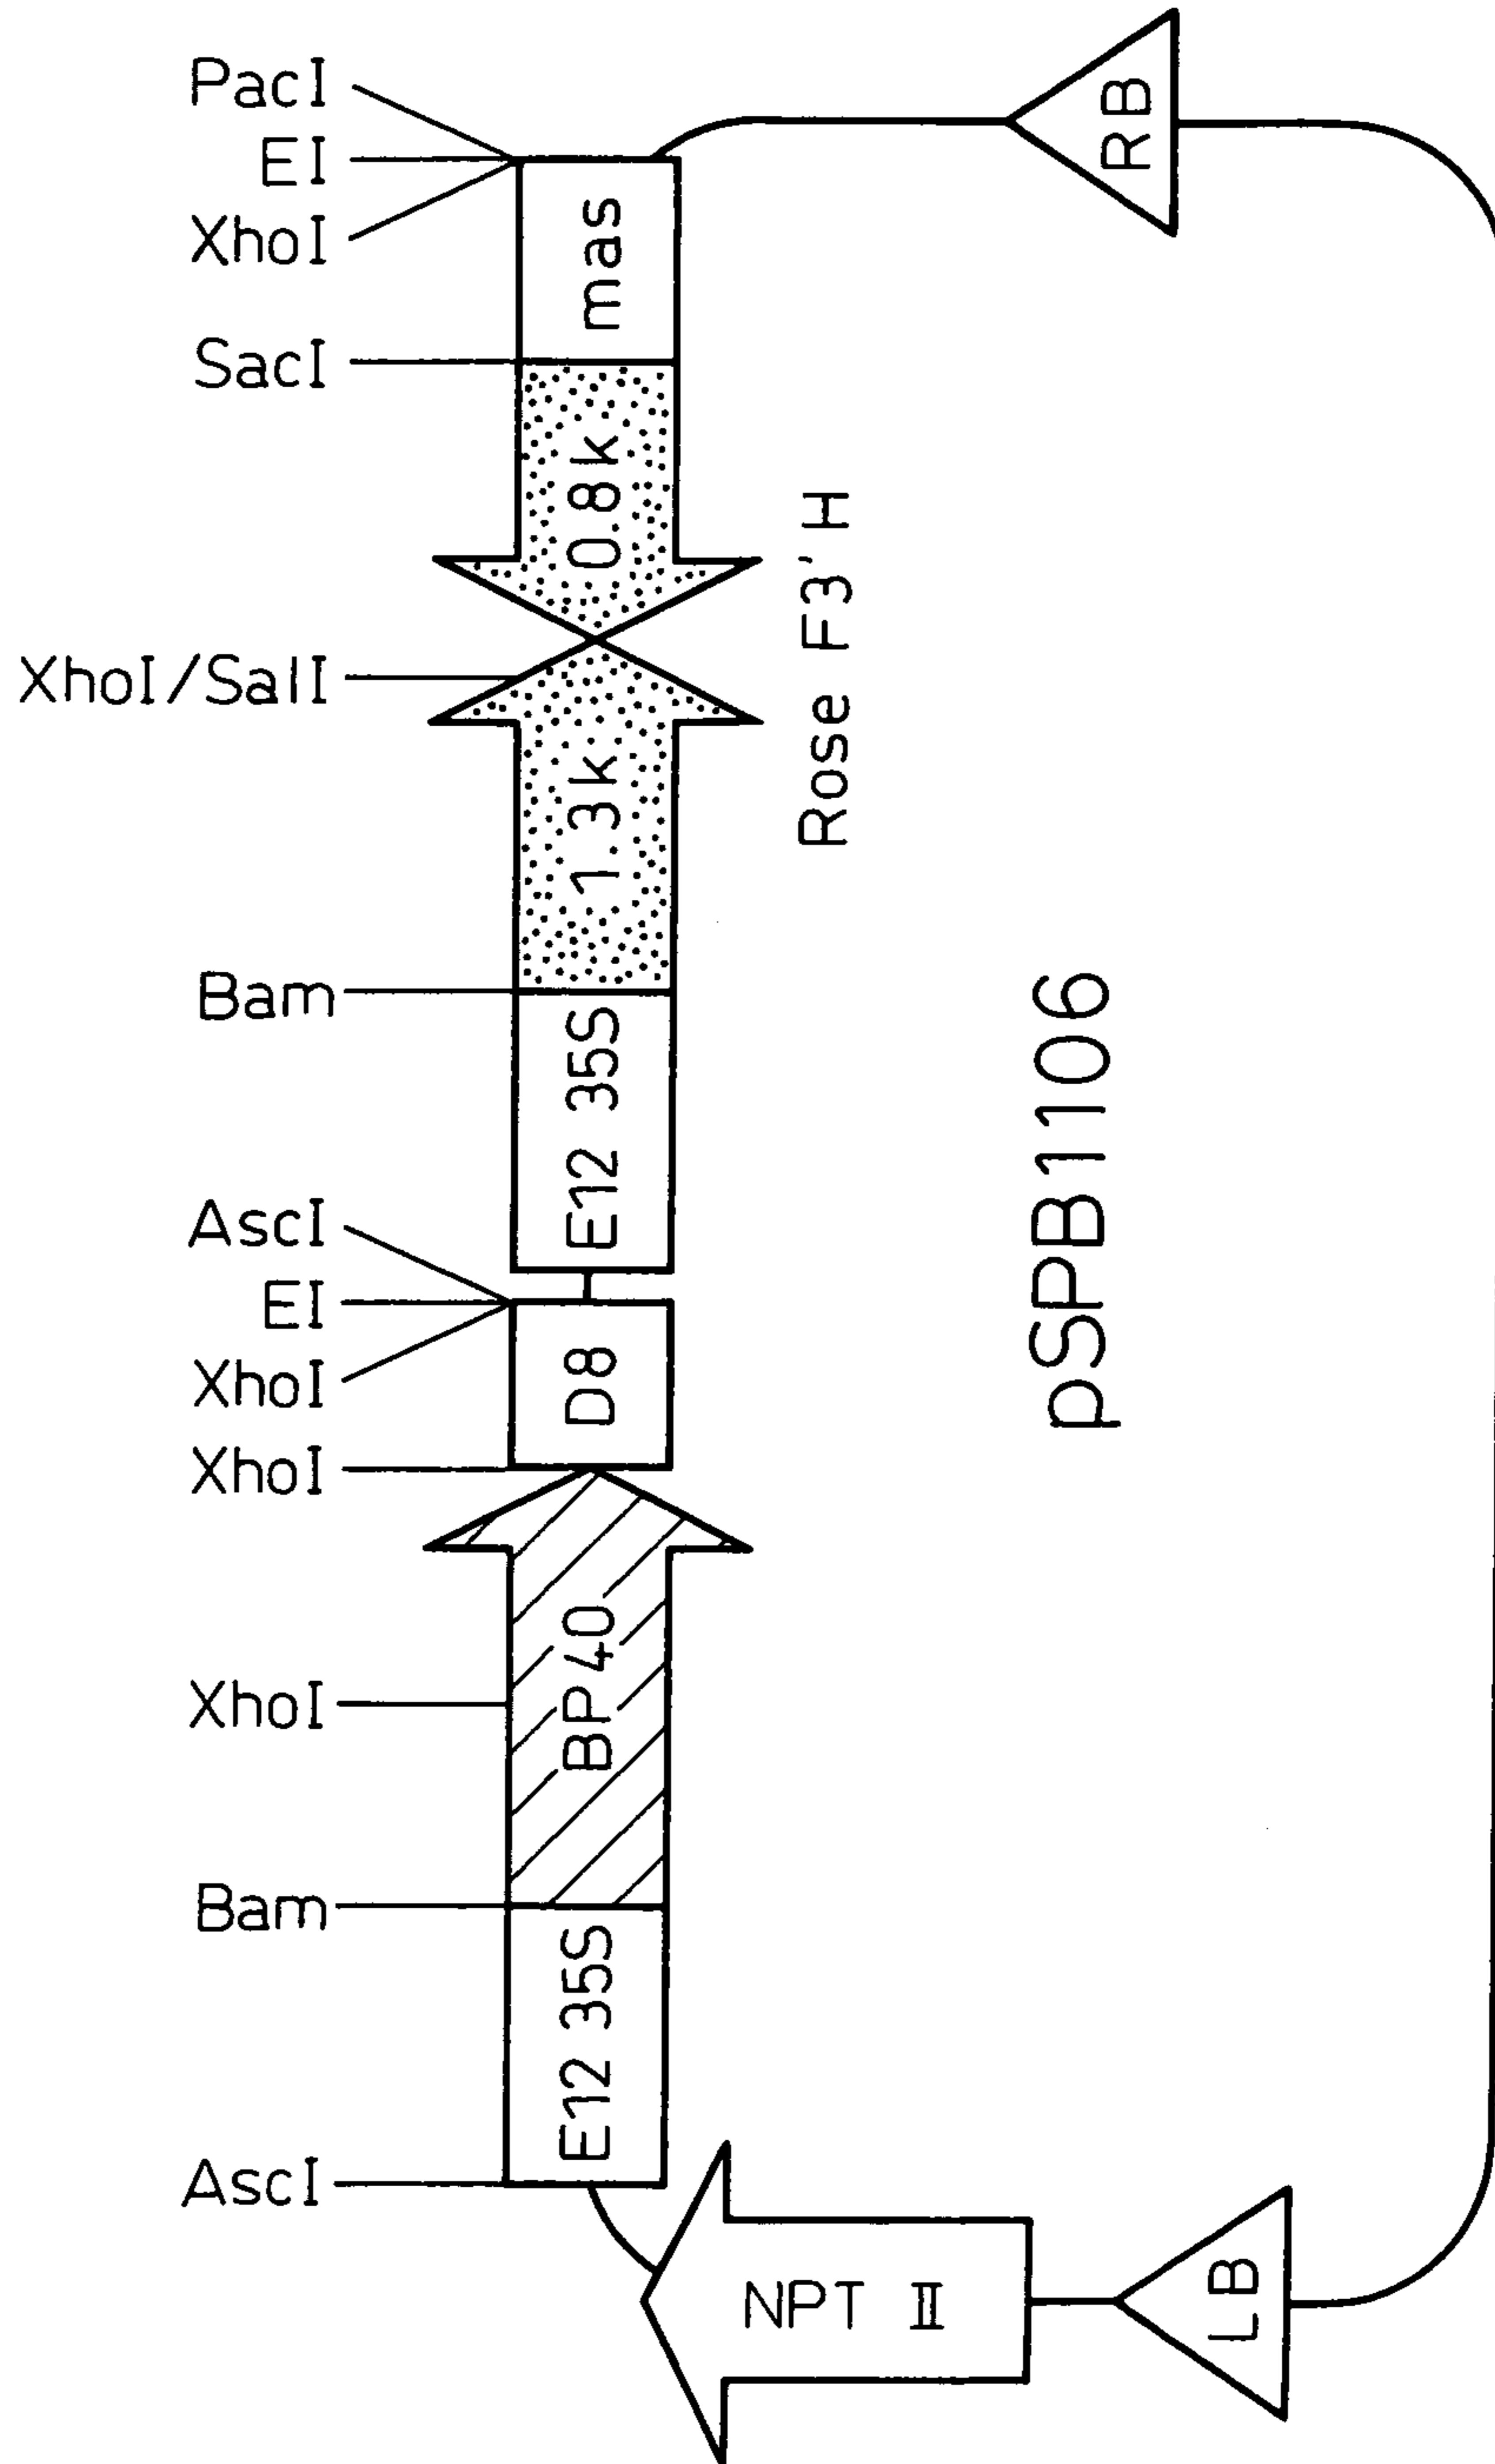 PacI
EI
XhoI
SacI
XhoI/SalI
Bam
AscI
EI
XhoI
XhoI
XhoI
Bam
AscI
mas
0.8k
1.3k
Rose F3'H
E12 35S
D8
BP40
E12 35S
NPT II
LB
RB
pSPB1106